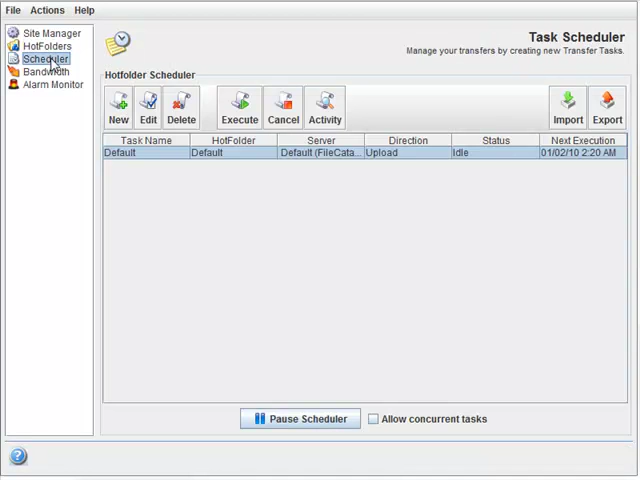 File Actions Help
Site Manager
HotFolders
Scheduler
Bandwidth
Alarm Monitor
Task Scheduler
Manage your transfers by creating new Transfer Tasks.
Hotfolder Scheduler
New Edit Delete Execute Cancel Activity Import Export
Task Name HotFolder Server Direction Status Next Execution
Default Default Default (FileCata... Upload Idle 01/02/10 2:20 AM
Pause Scheduler Allow concurrent tasks